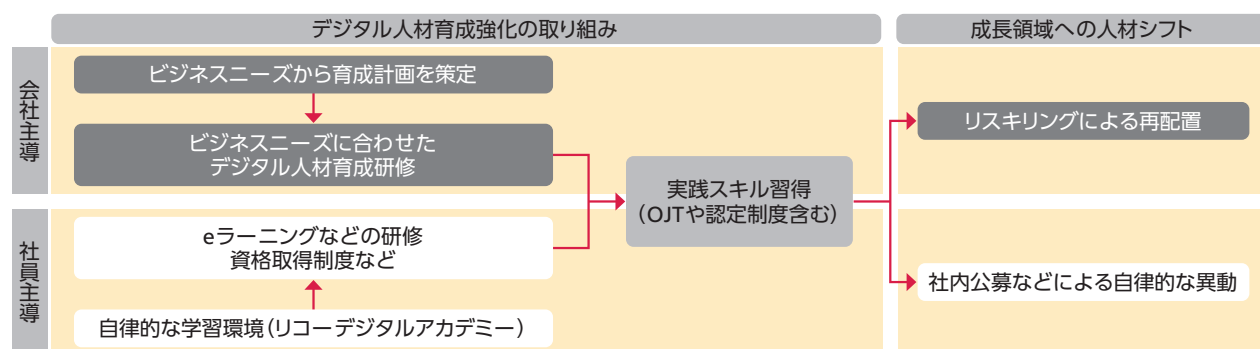 デジタル人材育成強化の取り組み
成長領域への人材シフト
会社主導
ビジネスニーズから育成計画を策定
ビジネスニーズに合わせた
デジタル人材育成研修
リスキリングによる再配置
実践スキル習得
（OJTや認定制度含む）
社員主導
eラーニングなどの研修
資格取得制度など
社内公募などによる自律的な異動
自律的な学習環境（リコーデジタルアカデミー）